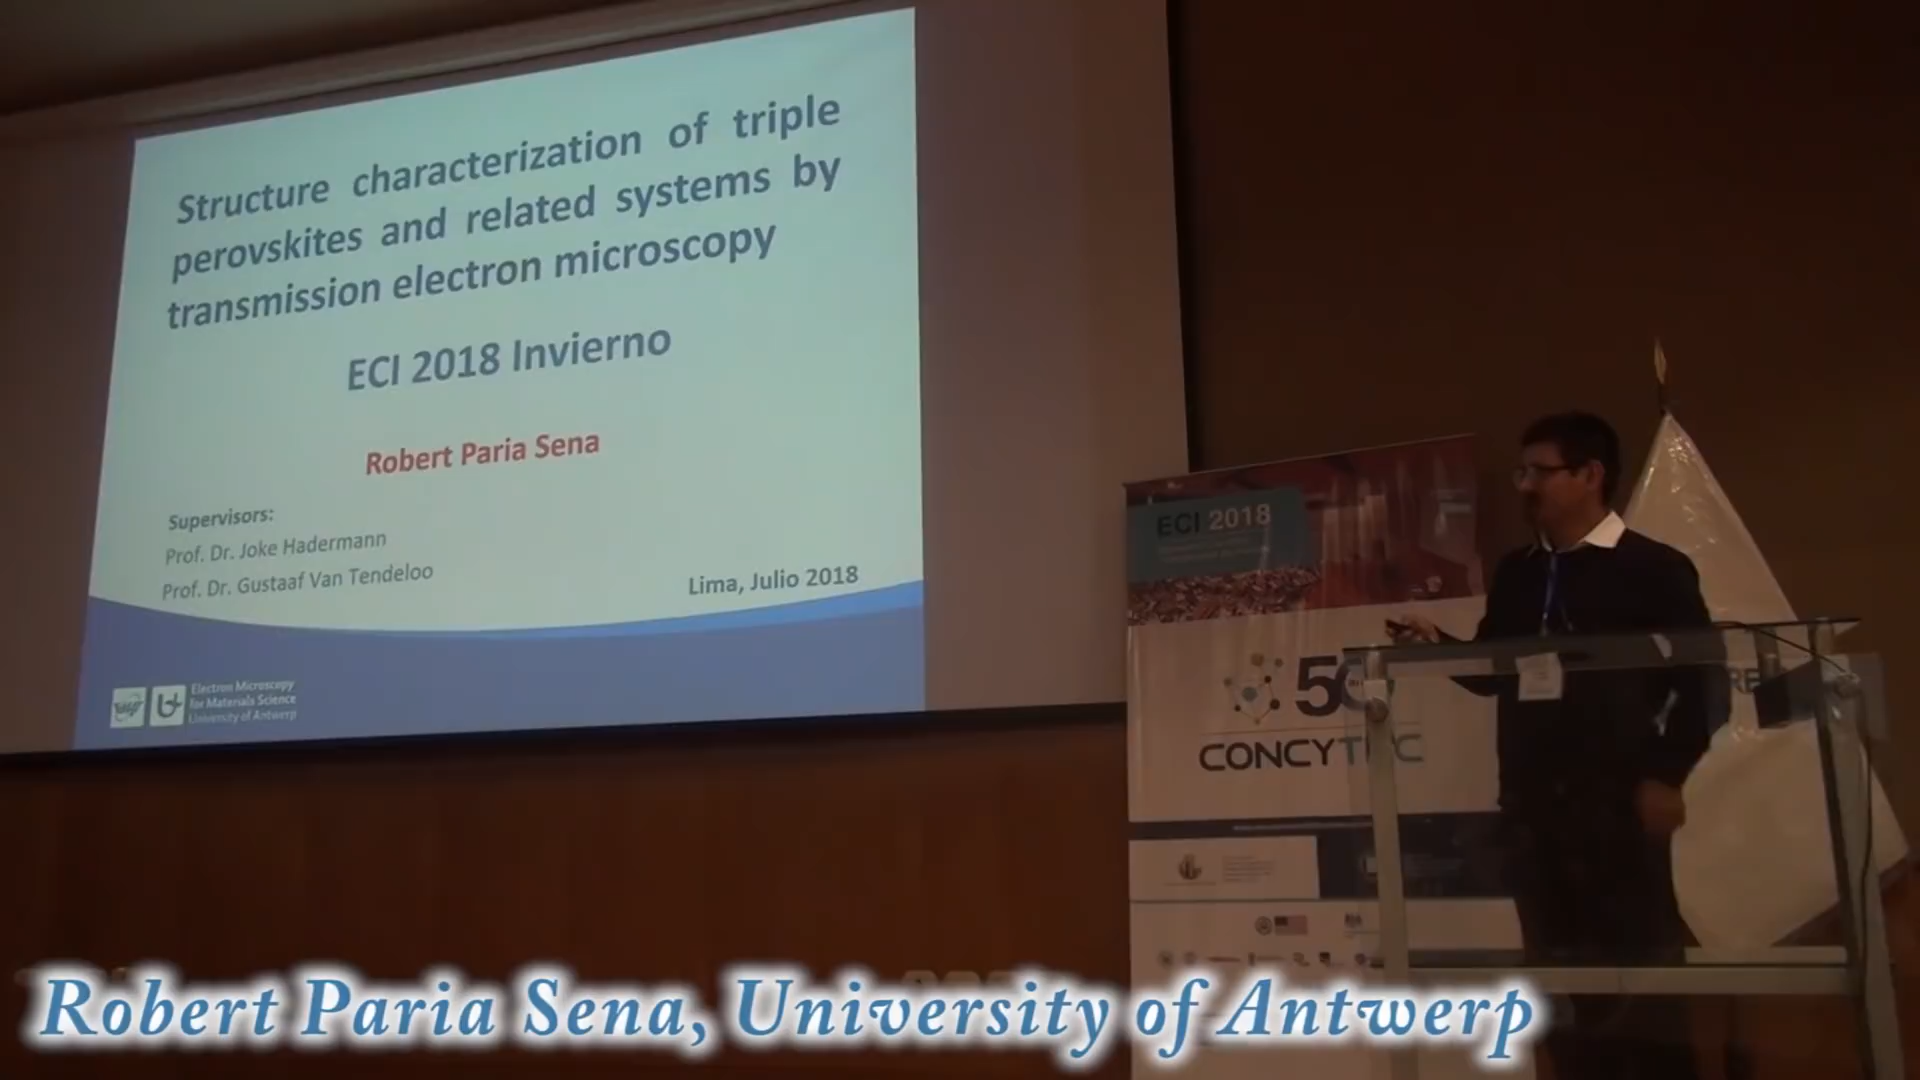 Structure characterization of triple
perovskites and related systems by
transmission electron microscopy
ECI 2018 Invierno
Robert Paria Sena
Supervisors:
Prof. Dr. Joke Hadermann
Prof. Dr. Gustaaf Van Tendeloo
Lima, Julio 2018
Electron Microscopy
for Materials Science
University of Antwerp
ECI 2018
50
CONCYTEC
Robert Paria Sena, University of Antwerp